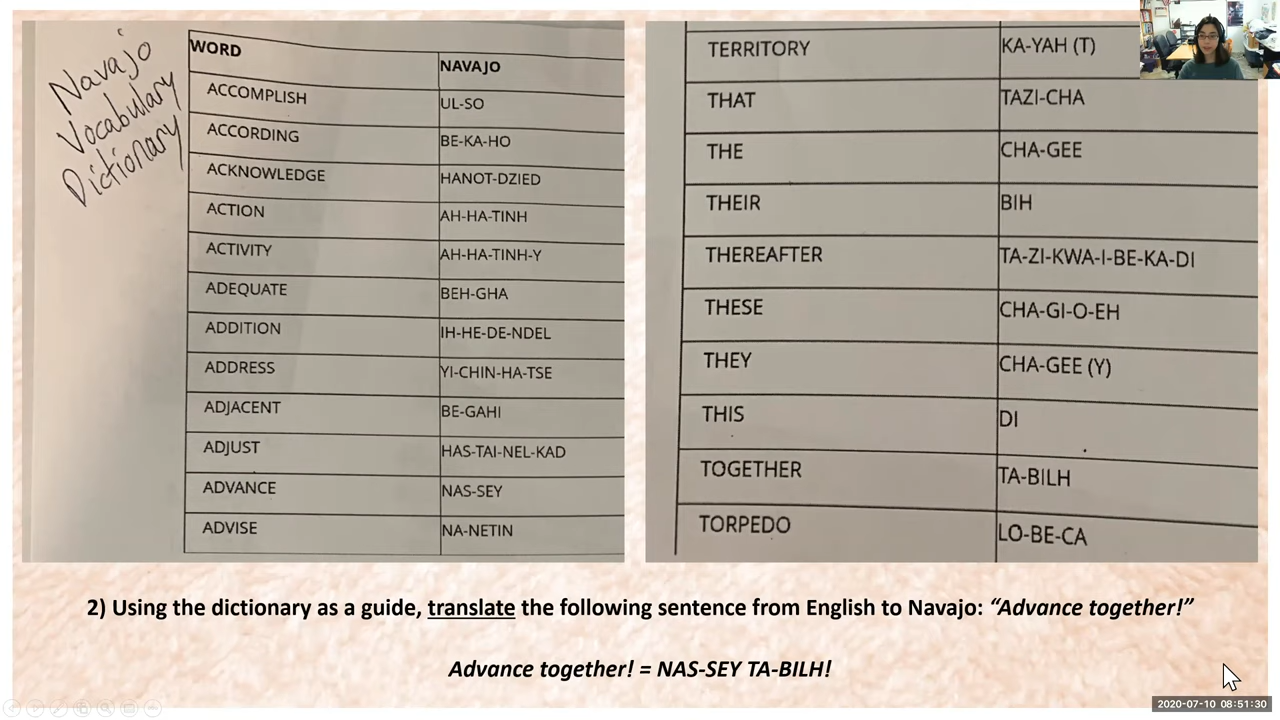 Navajo
Vocabulary
Dictionary
WORD NAVAJO
ACCOMPLISH UL-SO
ACCORDING BE-KA-HO
ACKNOWLEDGE HANOT-DZIED
ACTION AH-HA-TINH
ACTIVITY AH-HA-TINH-Y
ADEQUATE BEH-GHA
ADDITION IH-HE-DE-NDEL
ADDRESS YI-CHIN-HA-TSE
ADJACENT BE-GAHI
ADJUST HAS-TAI-NEL-KAD
ADVANCE NAS-SEY
ADVISE NA-NETIN
TERRITORY KA-YAH (T)
THAT TAZI-CHA
THE CHA-GEE
THEIR BIH
THEREAFTER TA-ZI-KWA-I-BE-KA-DI
THESE CHA-GI-O-EH
THEY CHA-GEE (Y)
THIS DI
TOGETHER TA-BILH
TORPEDO LO-BE-CA
2) Using the dictionary as a guide, translate the following sentence from English to Navajo: “Advance together!”
Advance together! = NAS-SEY TA-BILH!
2020-07-10 08:51:30